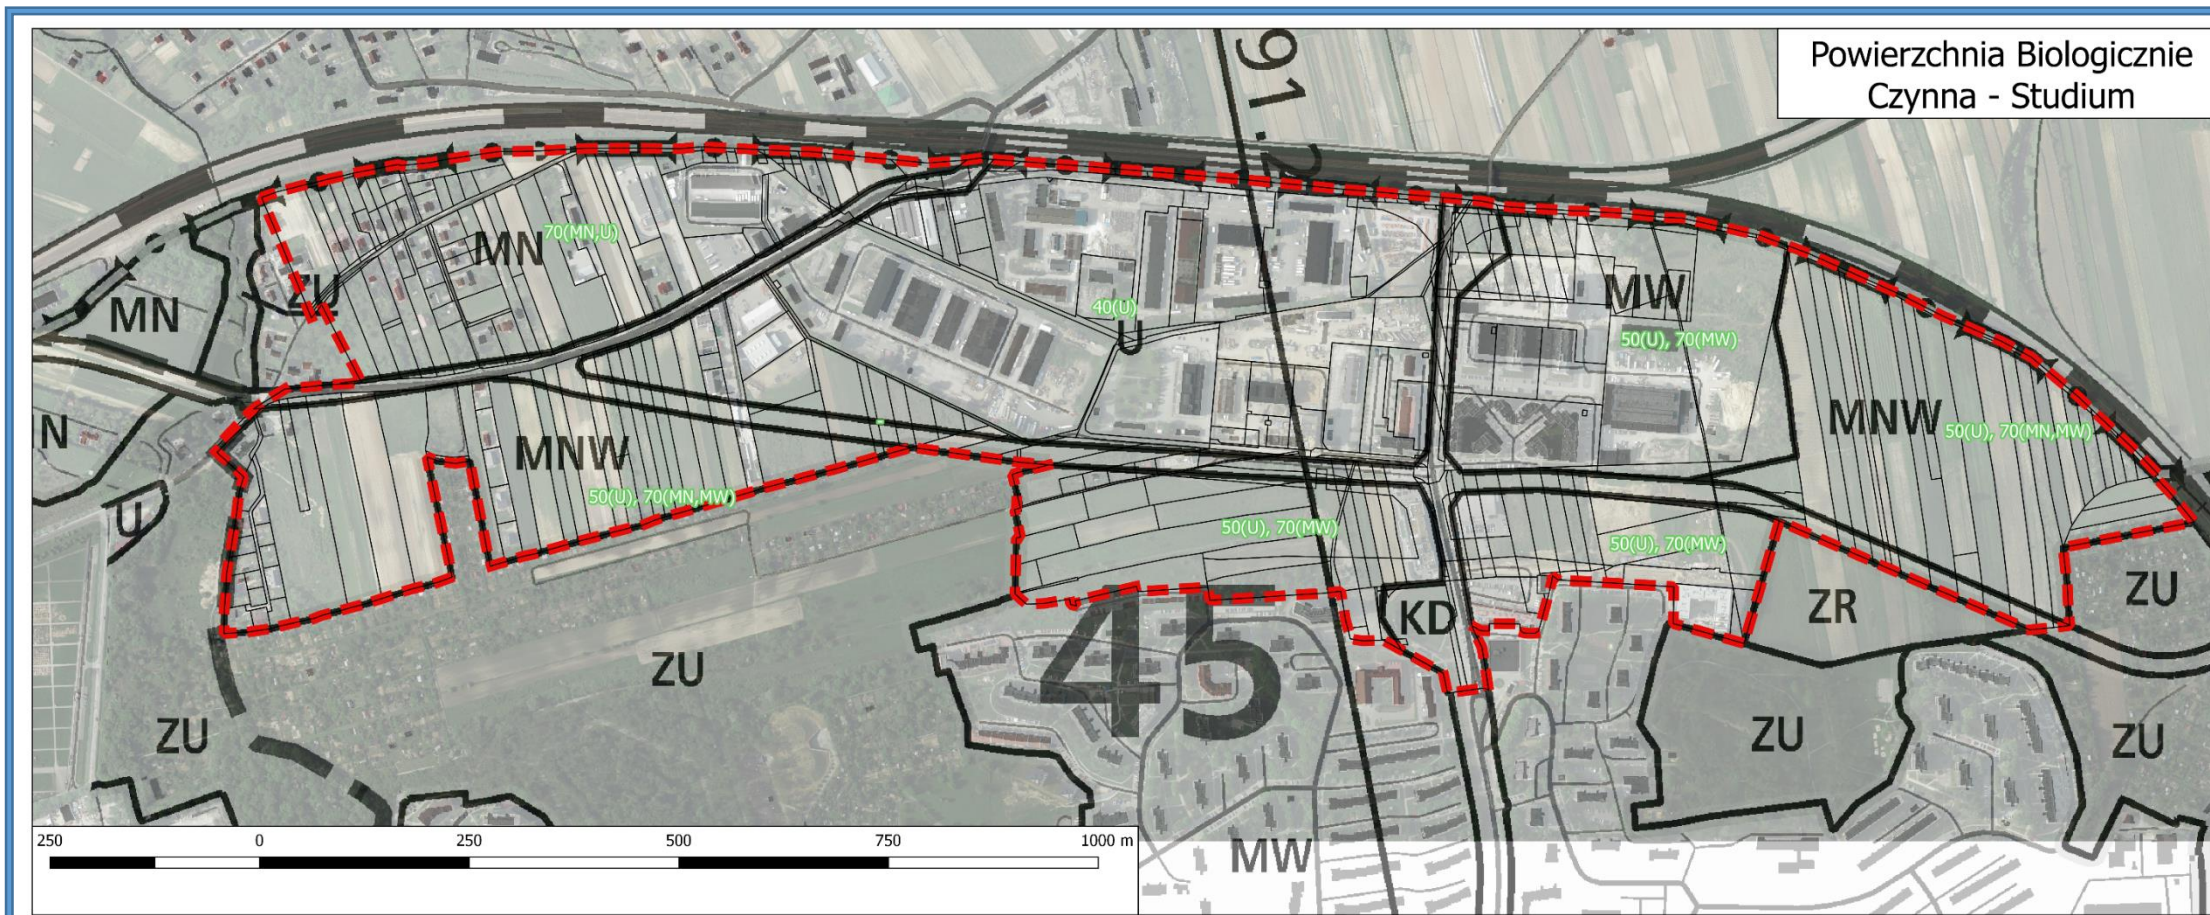 Powierzchnia Biologicznie
Czynna - Studium
91.2
MN
70(MN,U)
ZU
MN
40(U)
U
MW
50(U), 70(MW)
MNW
50(U), 70(MN,MW)
N
MNW
50(U), 70(MN,MW)
U
50(U), 70(MW)
50(U), 70(MW)
45
KD
ZR
ZU
ZU
ZU
ZU
ZU
MW
250 0 250 500 750 1000 m